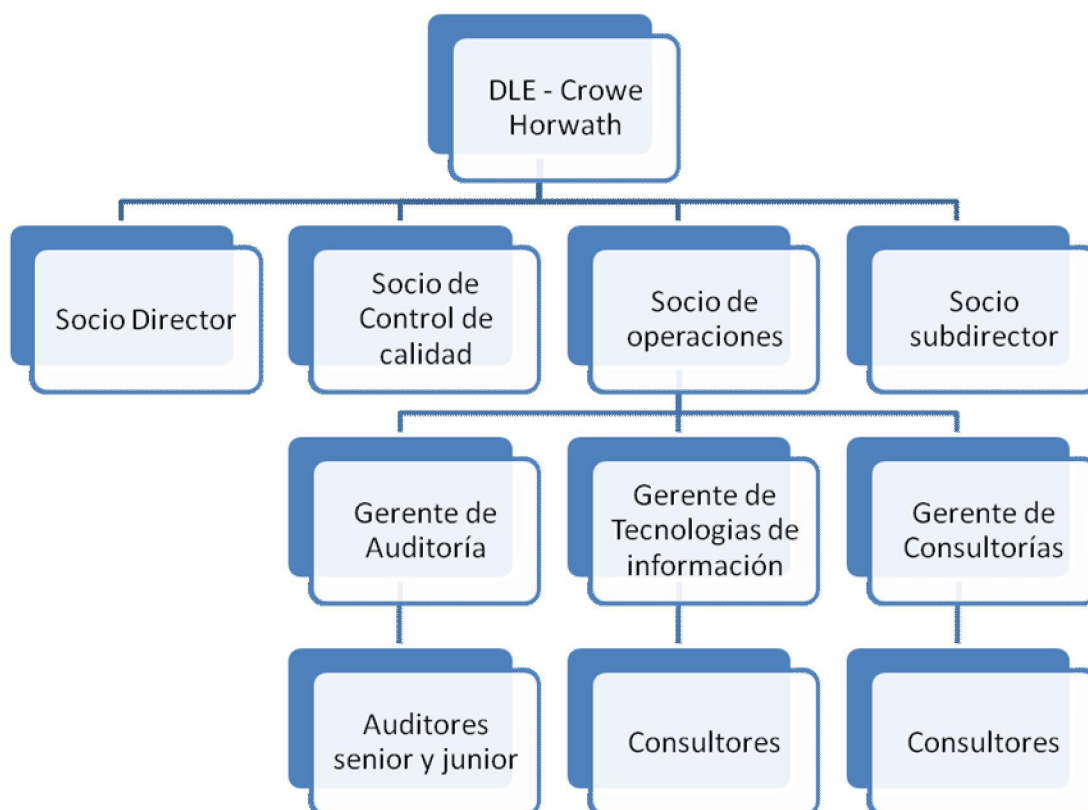 DLE - Crowe
Horwath
Socio Director
Socio de
Control de
calidad
Socio de
operaciones
Socio
subdirector
Gerente de
Auditoría
Gerente de
Tecnologias de
información
Gerente de
Consultorías
Auditores
senior y junior
Consultores
Consultores